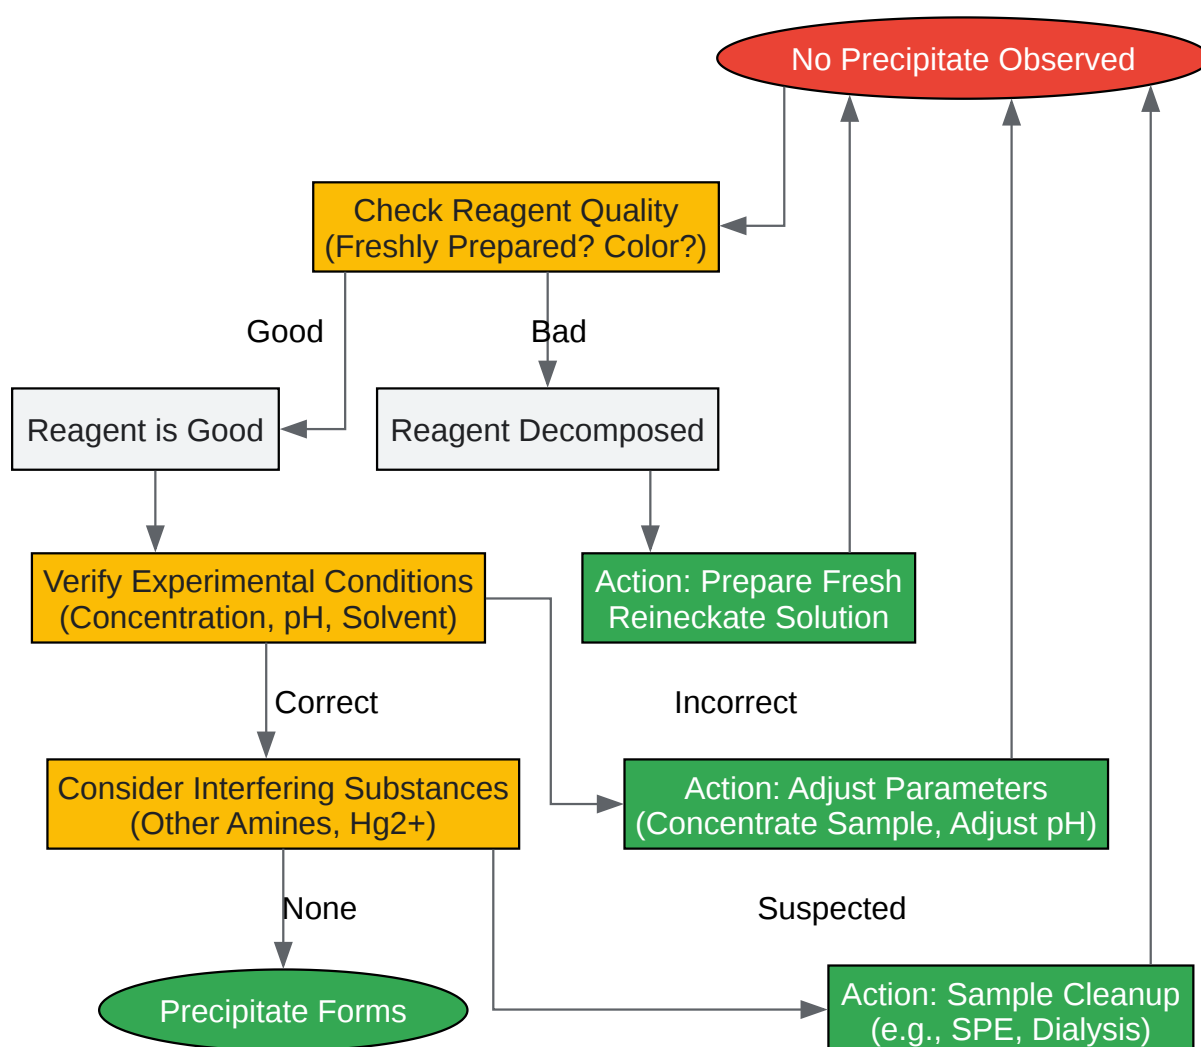 No Precipitate Observed
Check Reagent Quality
(Freshly Prepared? Color?)
Good
Bad
Reagent is Good
Reagent Decomposed
Verify Experimental Conditions
(Concentration, pH, Solvent)
Action: Prepare Fresh
Reineckate Solution
Correct
Incorrect
Consider Interfering Substances
(Other Amines, Hg2+)
Action: Adjust Parameters
(Concentrate Sample, Adjust pH)
None
Suspected
Precipitate Forms
Action: Sample Cleanup
(e.g., SPE, Dialysis)